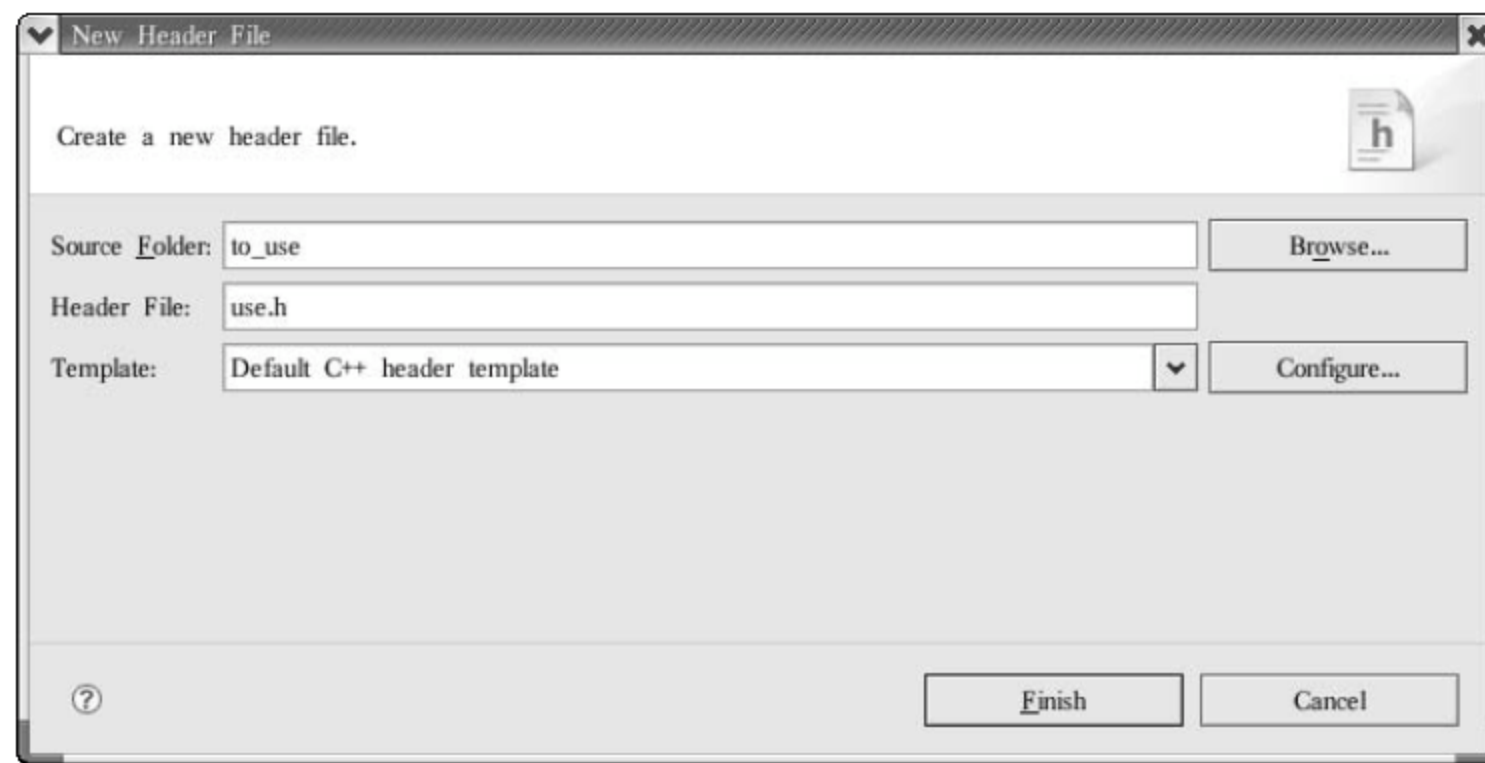 New Header File
Create a new header file.
h
Source Folder: to_use Browse...
Header File: use.h
Template: Default C++ header template Configure...
? Finish Cancel